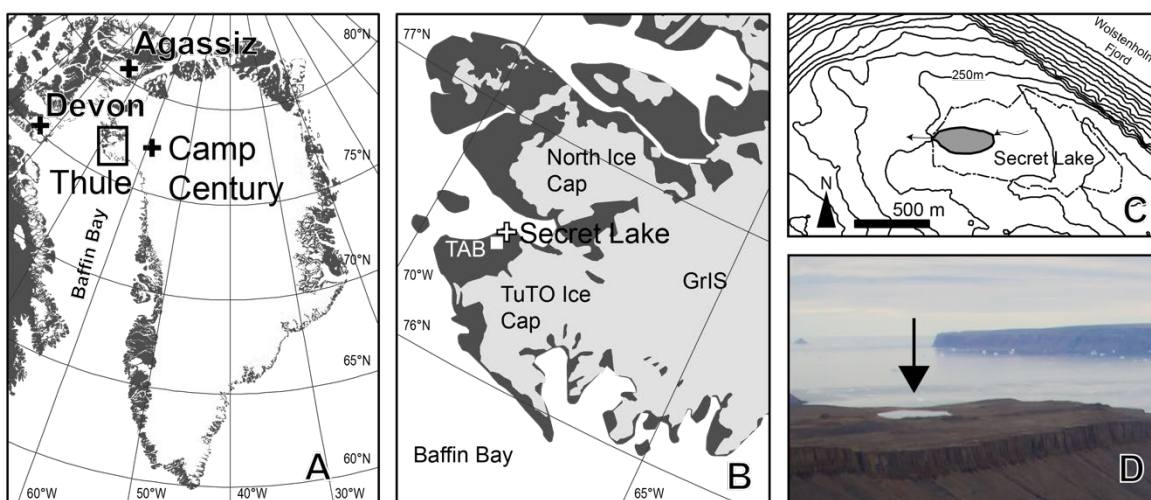 80°N
Agassiz
Devon
75°N
Camp
Century
Thule
70°N
Baffin Bay
65°N
60°N
A
60°W
50°W
40°W
30°W
77°N
North Ice
Cap
Secret Lake
TAB
70°W
GrIS
TuTO Ice
Cap
76°N
B
Baffin Bay
65°W
Wolstenholm
Fjord
250m
Secret Lake
N
500 m
C
D